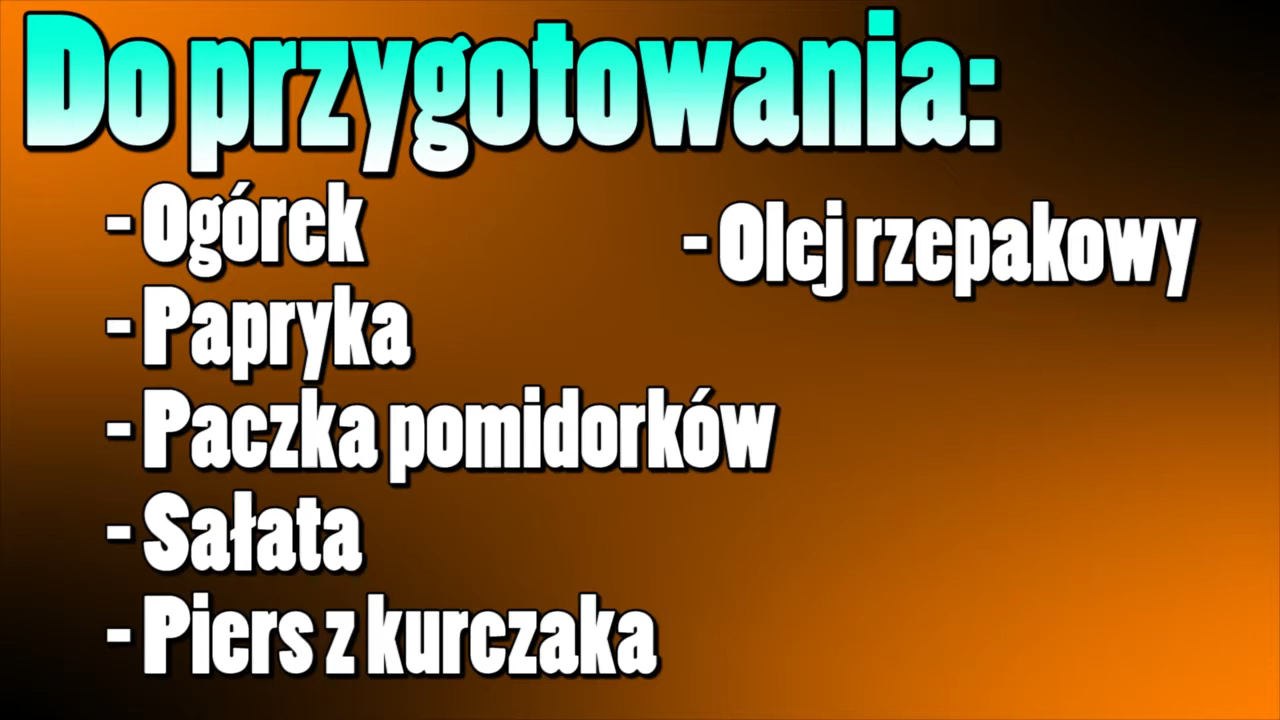 Do przygotowania:
- Ogórek
- Papryka
- Paczka pomidorków
- Sałata
- Piers z kurczaka
- Olej rzepakowy